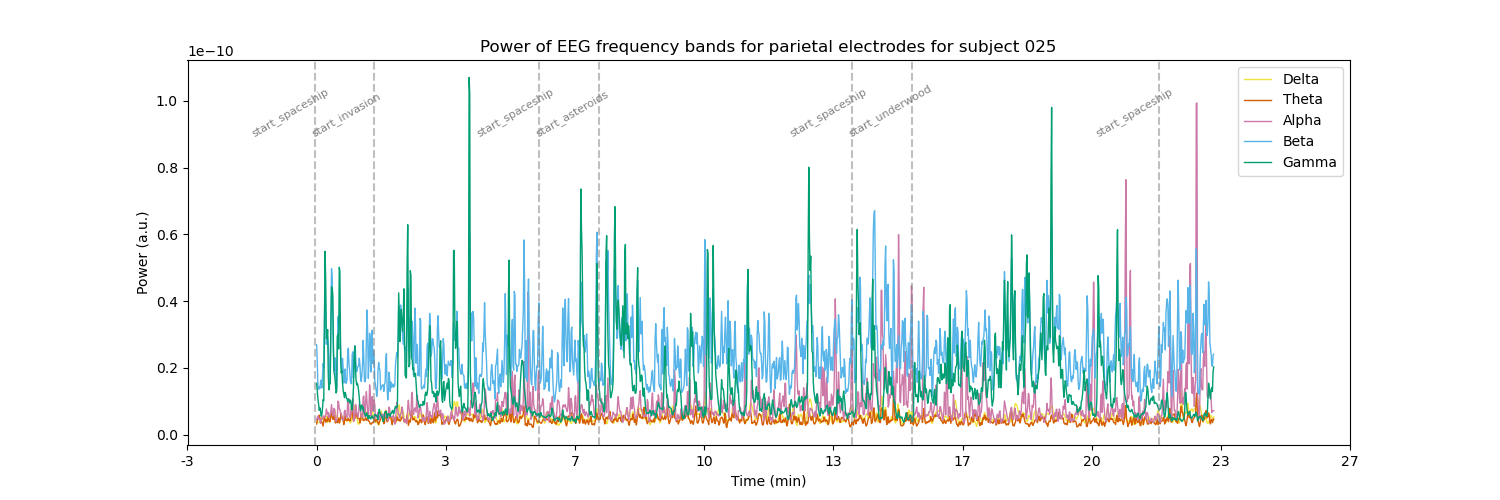 Power of EEG frequency bands for parietal electrodes for subject 025
1e−10
Power (a.u.)
1.0
0.8
0.6
0.4
0.2
0.0
start_spaceship
start_invasion
start_spaceship
start_asteroids
start_spaceship
start_underwood
start_spaceship
Delta
Theta
Alpha
Beta
Gamma
-3 0 3 7 10 13 17 20 23 27
Time (min)